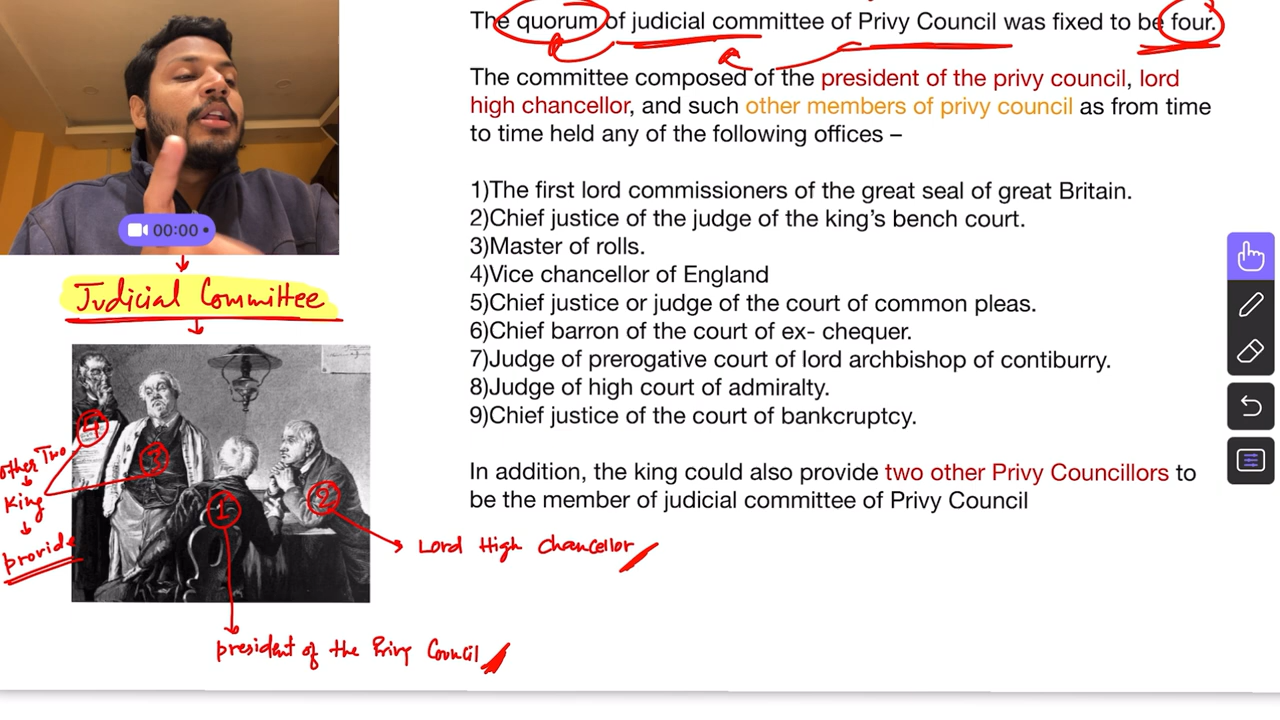 The quorum of judicial committee of Privy Council was fixed to be four.
The committee composed of the president of the privy council, lord
high chancellor, and such other members of privy council as from time
to time held any of the following offices –
1)The first lord commissioners of the great seal of great Britain.
2)Chief justice of the judge of the king’s bench court.
3)Master of rolls.
4)Vice chancellor of England
5)Chief justice or judge of the court of common pleas.
6)Chief barron of the court of ex- chequer.
7)Judge of prerogative court of lord archbishop of contiburry.
8)Judge of high court of admiralty.
9)Chief justice of the court of bankcruptcy.
In addition, the king could also provide two other Privy Councillors to
be the member of judicial committee of Privy Council
00:00
Judicial Committee
4
3
1
2
other Two
King
provide
Lord High Chancellor
president of the Privy Council